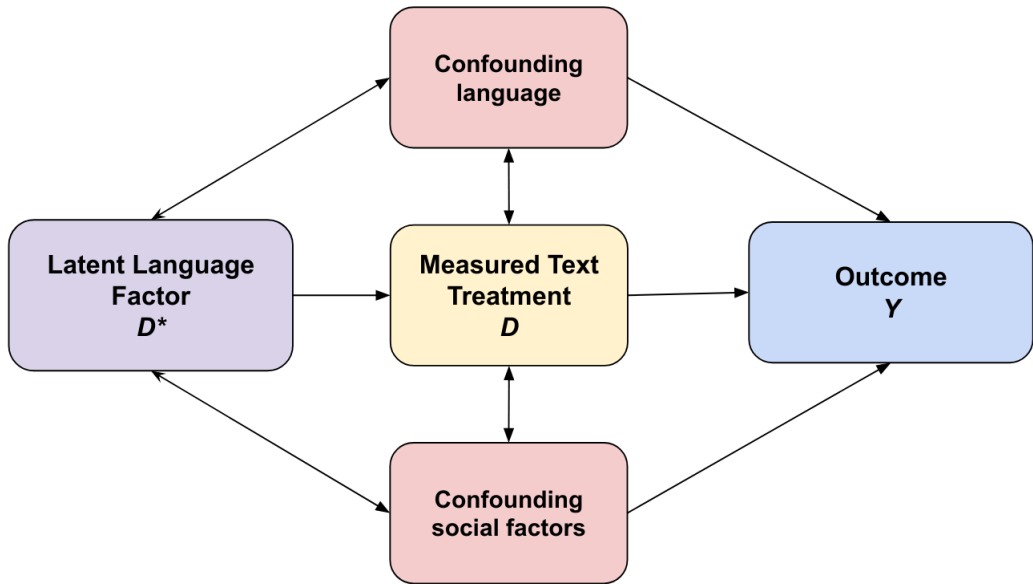 Confounding
language
Latent Language
Factor
D*
Measured Text
Treatment
D
Outcome
Y
Confounding
social factors